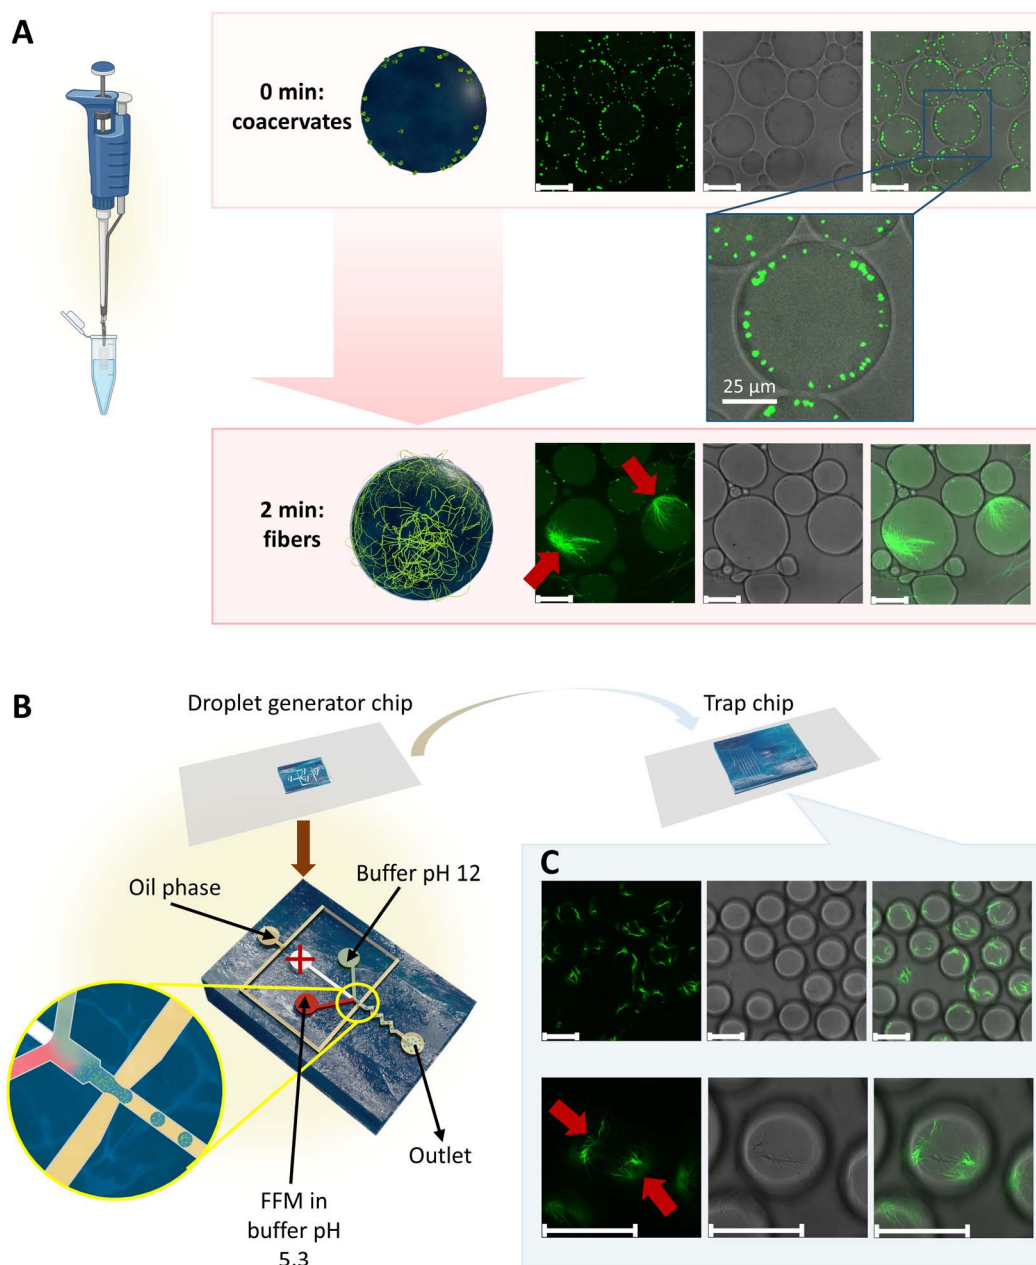 A
0 min:
coacervates
25 µm
2 min:
fibers
B
Droplet generator chip
Trap chip
Oil phase
Buffer pH 12
C
Outlet
FFM in
buffer pH
5.3